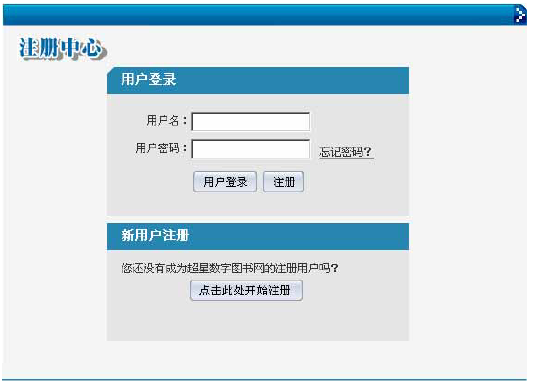 注册中心
用户登录
用户名：
用户密码： 忘记密码？
用户登录 注册
新用户注册
您还没有成为超星数字图书网的注册用户吗？
点击此处开始注册